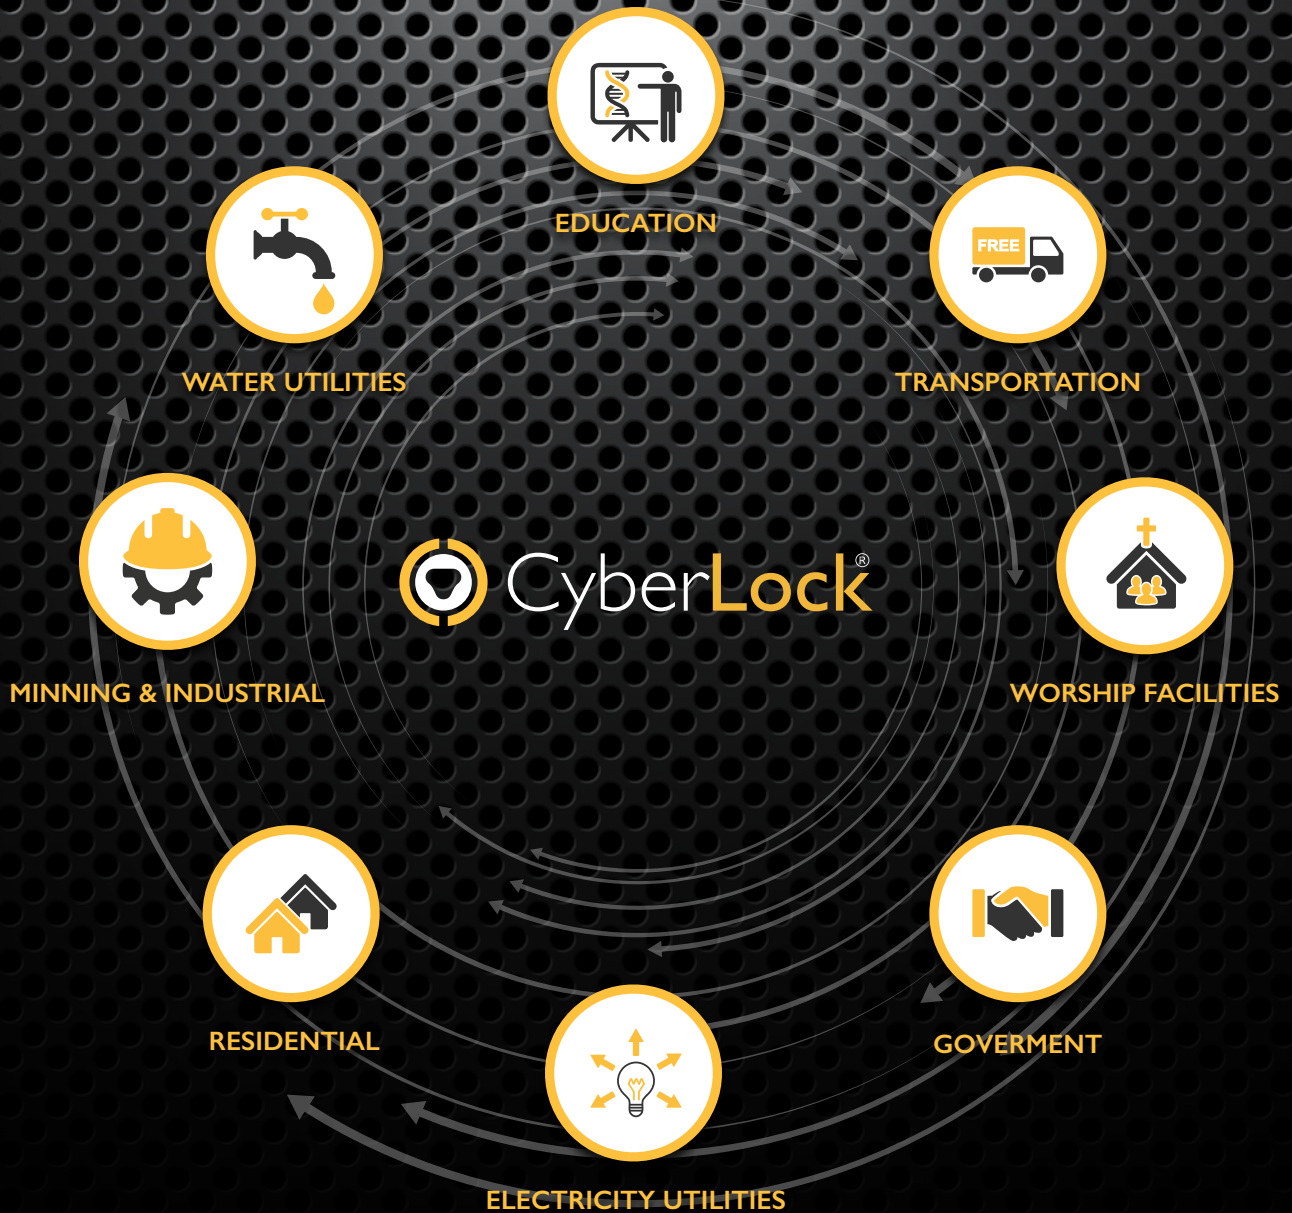 EDUCATION
FREE
WATER UTILITIES
TRANSPORTATION
CyberLock®
MINNING & INDUSTRIAL
WORSHIP FACILITIES
RESIDENTIAL
GOVERMENT
ELECTRICITY UTILITIES